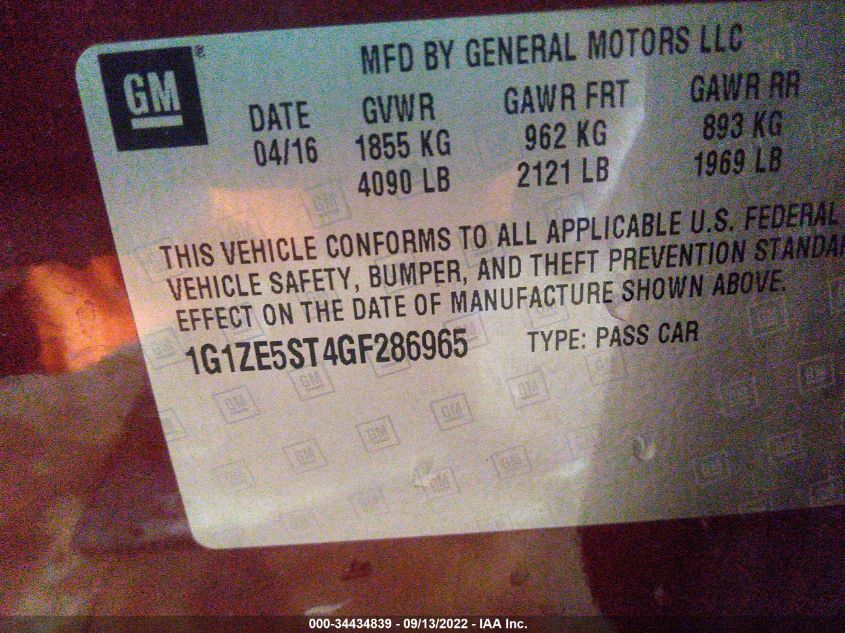 GM ®
MFD BY GENERAL MOTORS LLC
DATE GVWR GAWR FRT GAWR RR
04/16 1855 KG 962 KG 893 KG
4090 LB 2121 LB 1969 LB
THIS VEHICLE CONFORMS TO ALL APPLICABLE U.S. FEDERAL
VEHICLE SAFETY, BUMPER, AND THEFT PREVENTION STANDA
EFFECT ON THE DATE OF MANUFACTURE SHOWN ABOVE.
1G1ZE5ST4GF286965 TYPE: PASS CAR
000-34434839 - 09/13/2022 - IAA Inc.